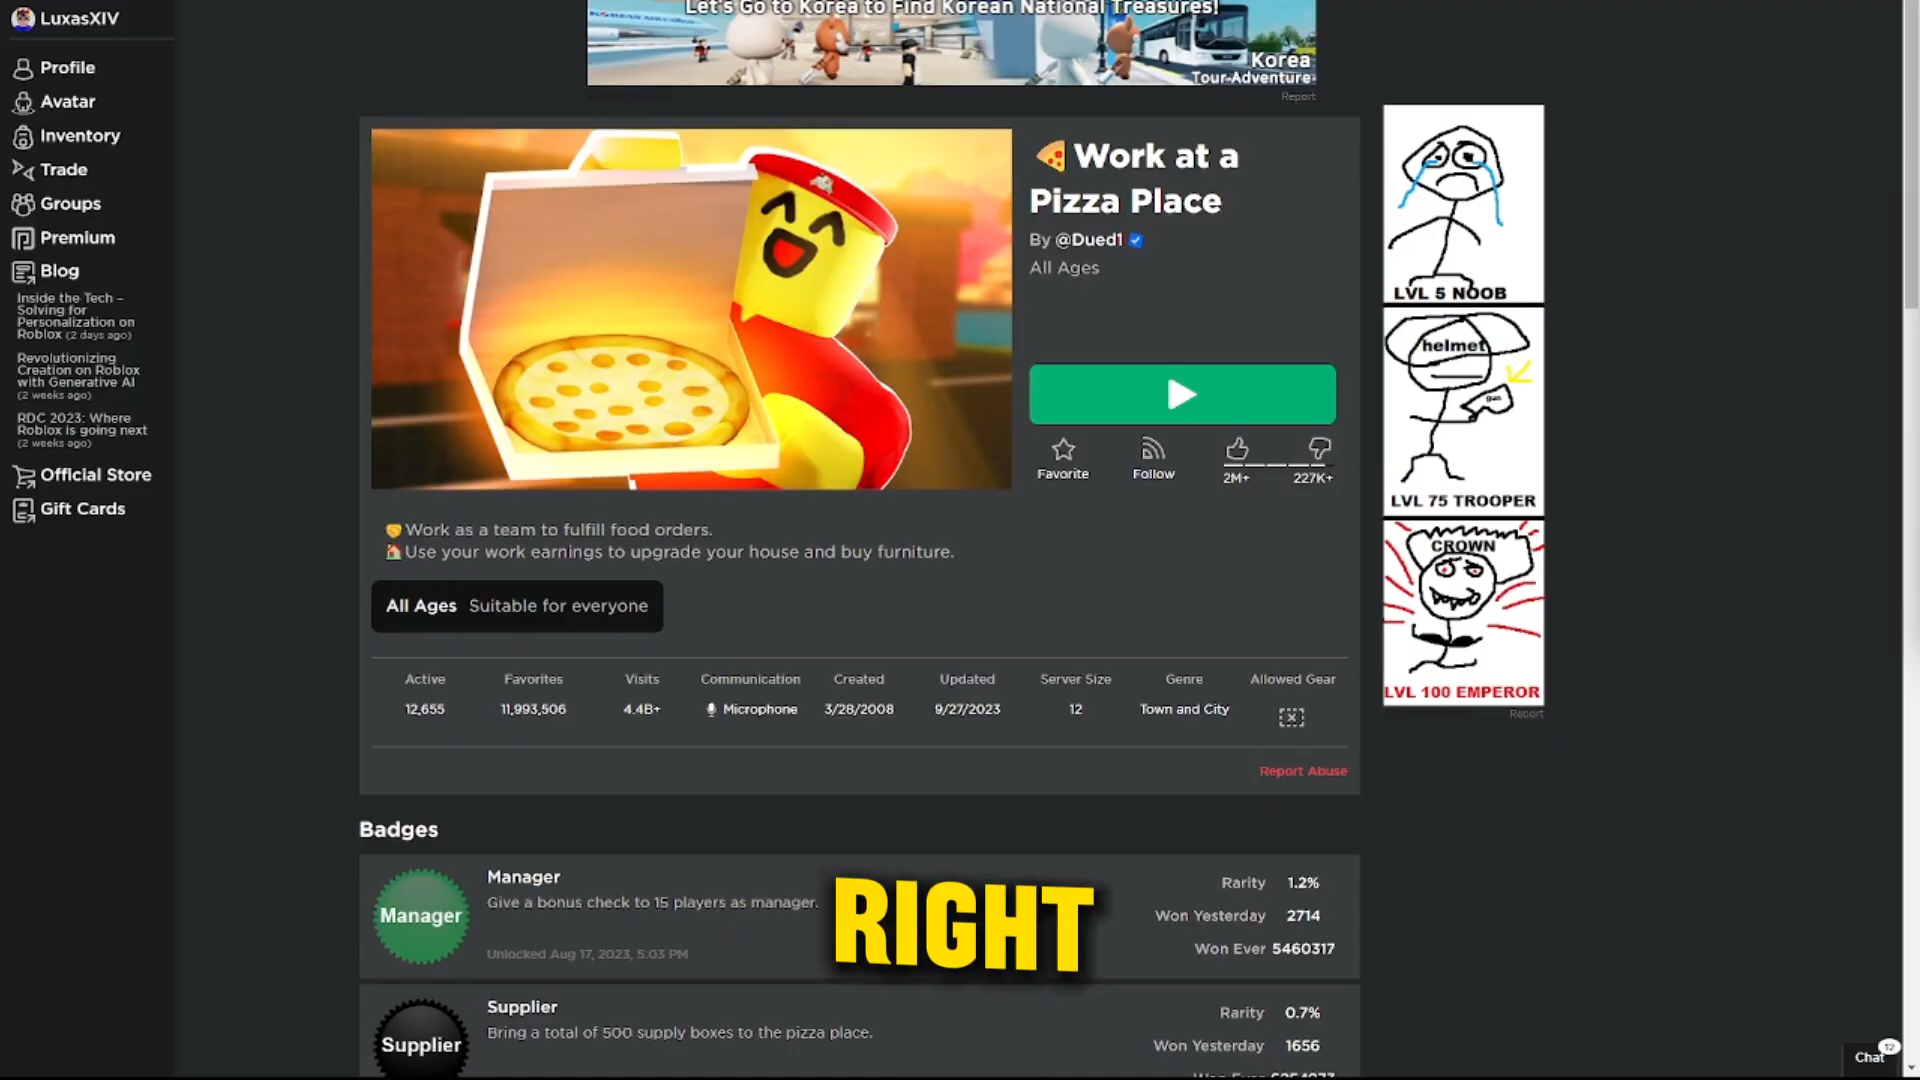 LuxasXIV
Let's Go to Korea to Find Korean National Treasures!
KOREAN AIR
Korea
Tour-Adventure
Report
Profile
Avatar
Inventory
Trade
Groups
Premium
Blog
Inside the Tech –
Solving for
Personalization on
Roblox (2 days ago)
Revolutionizing
Creation on Roblox
with Generative AI
(2 weeks ago)
RDC 2023: Where
Roblox is going next
(2 weeks ago)
Official Store
Gift Cards
Work at a
Pizza Place
By @Dued1
All Ages
Favorite
Follow
2M+
227K+
Work as a team to fulfill food orders.
Use your work earnings to upgrade your house and buy furniture.
All Ages Suitable for everyone
Active Favorites Visits Communication Created Updated Server Size Genre Allowed Gear
12,655 11,993,506 4.4B+ Microphone 3/28/2008 9/27/2023 12 Town and City
Report Abuse
LVL 5 NOOB
helmet
gun
LVL 75 TROOPER
CROWN
LVL 100 EMPEROR
Report
Badges
Manager
Manager
Give a bonus check to 15 players as manager.
Unlocked Aug 17, 2023, 5:03 PM
Rarity 1.2%
Won Yesterday 2714
Won Ever 5460317
RIGHT
Supplier
Supplier
Bring a total of 500 supply boxes to the pizza place.
Rarity 0.7%
Won Yesterday 1656
Chat
12